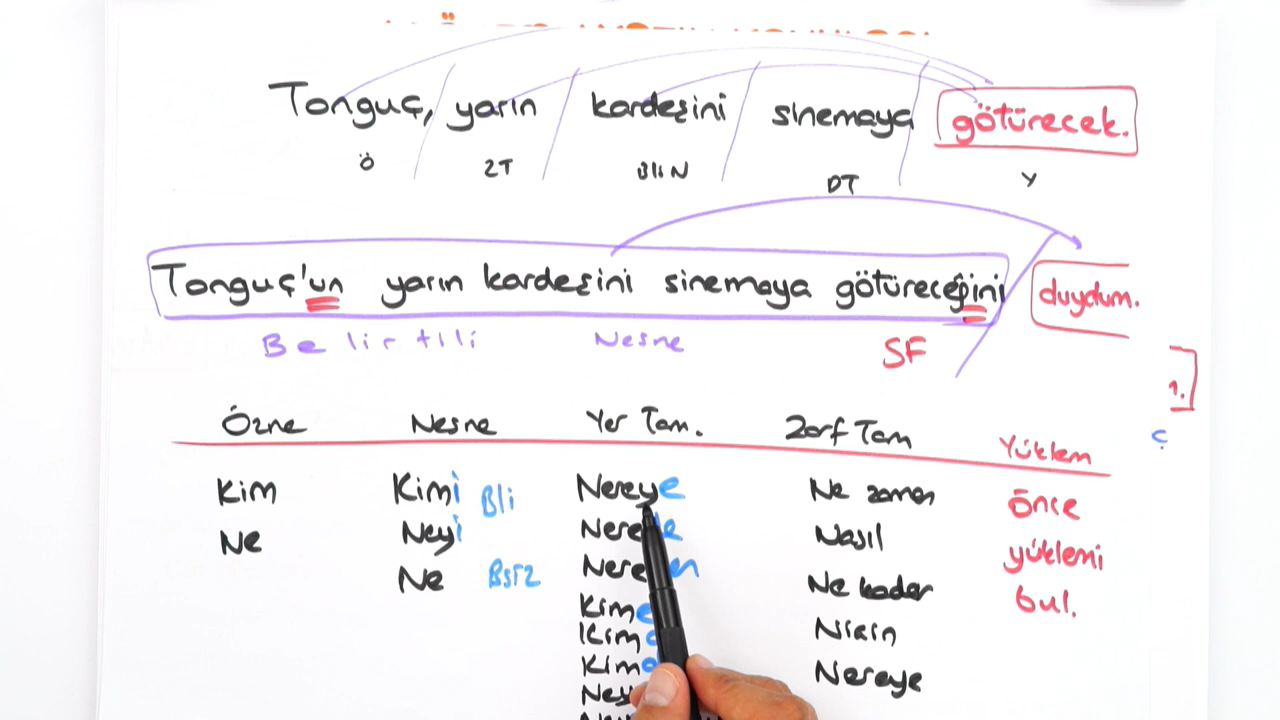 Tonguç, yarın kardeşini sinemaya götürecek.
Ö ZT BliN DT Y
Tonguç'un yarın kardeşini sinemaya götüreceğini duydum.
Belirtili Nesne SF
Özne Nesne Yer Tam. Zarf Tam Yüklem
Kim Kimi Bli Nereye Ne zaman Önce
Ne Neyi Nasıl yüklemi
Ne Bsiz Ne kadar bul.
Niçin
Nereye